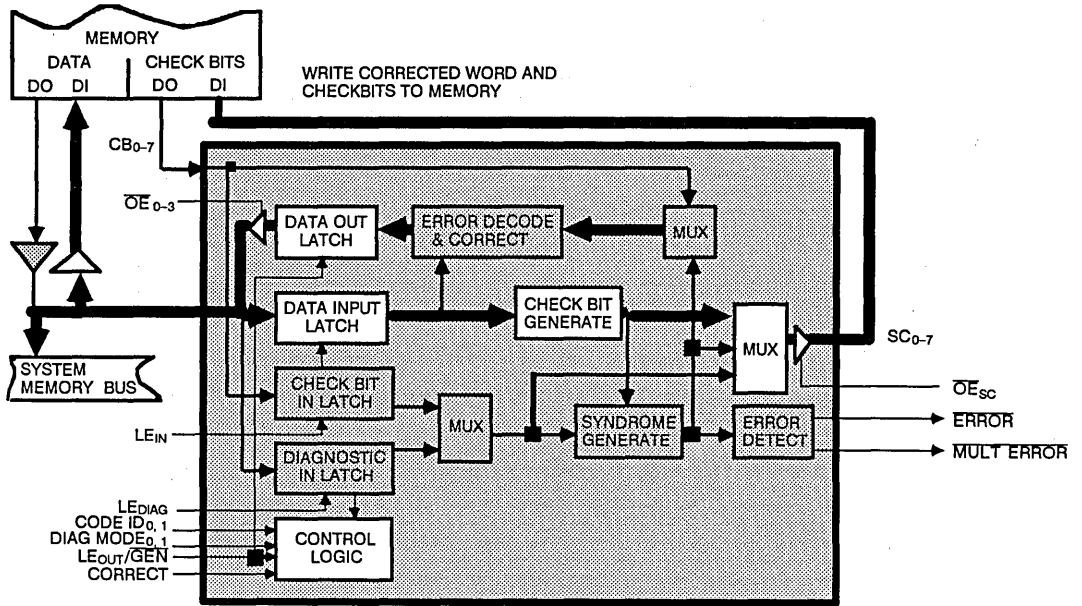 MEMORY
DATA
CHECK BITS
DO DI
DO DI
WRITE CORRECTED WORD AND
CHECKBITS TO MEMORY
CB0–7
OE0–3
DATA OUT
LATCH
ERROR DECODE
& CORRECT
MUX
DATA INPUT
LATCH
CHECK BIT
GENERATE
MUX
SC0–7
SYSTEM
MEMORY BUS
CHECK BIT
IN LATCH
MUX
SYNDROME
GENERATE
ERROR
DETECT
OESC
ERROR
MULT ERROR
LEIN
DIAGNOSTIC
IN LATCH
LEDIAG
CODE ID0, 1
DIAG MODE0, 1
LEOUT/GEN
CORRECT
CONTROL
LOGIC